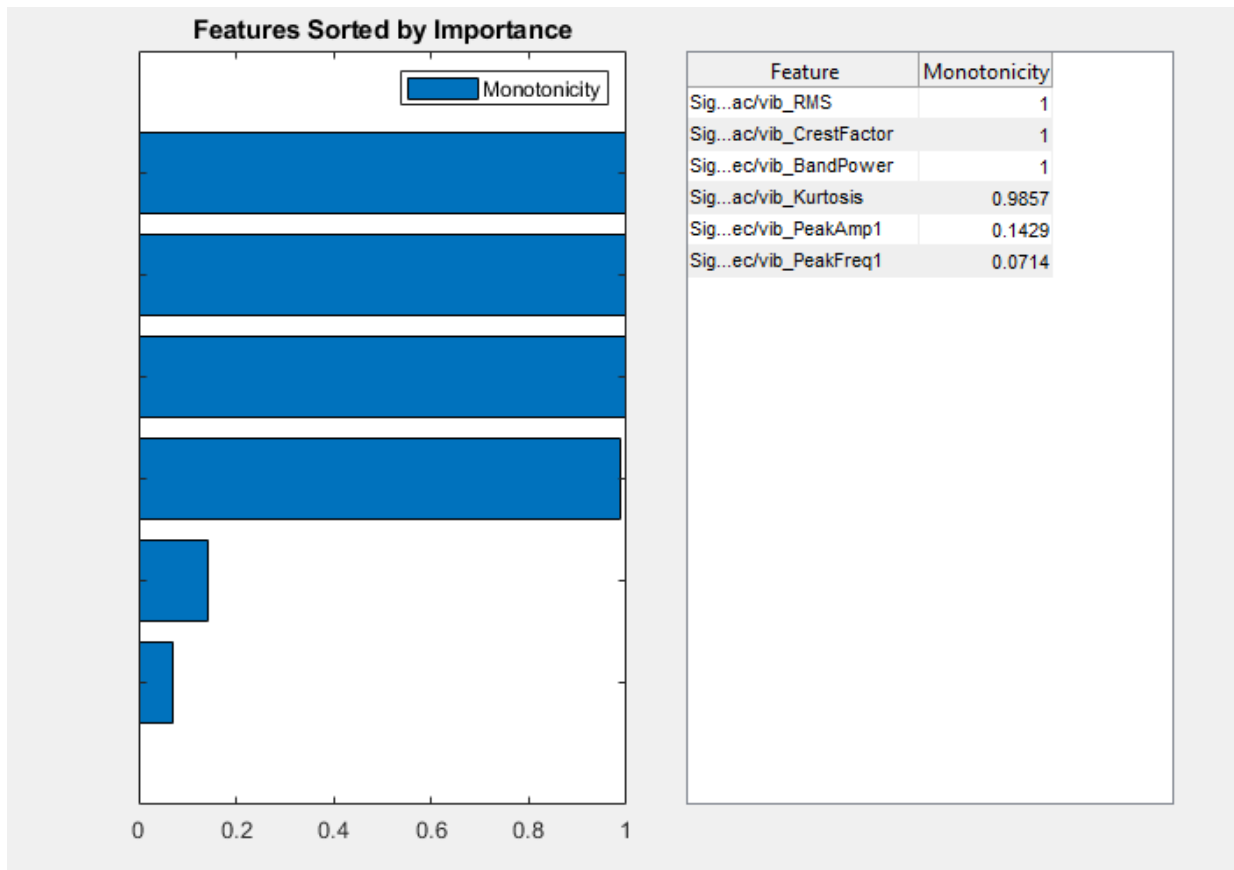 Features Sorted by Importance
Monotonicity
0 0.2 0.4 0.6 0.8 1
Feature Monotonicity
Sig...ac/vib_RMS 1
Sig...ac/vib_CrestFactor 1
Sig...ec/vib_BandPower 1
Sig...ac/vib_Kurtosis 0.9857
Sig...ec/vib_PeakAmp1 0.1429
Sig...ec/vib_PeakFreq1 0.0714